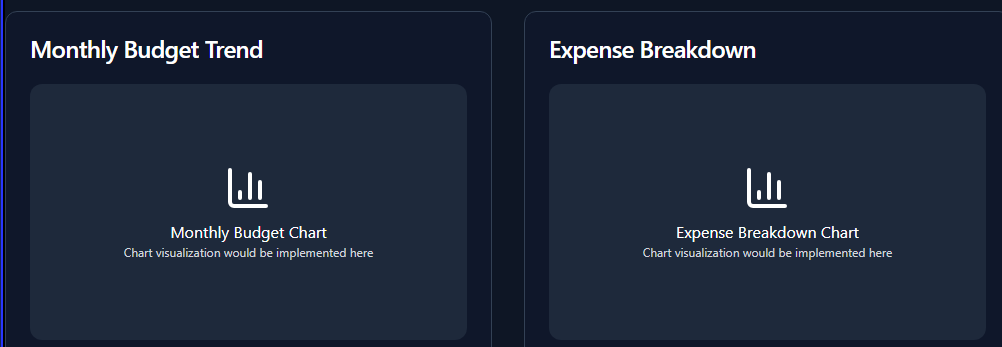 Monthly Budget Trend
Expense Breakdown
Monthly Budget Chart
Chart visualization would be implemented here
Expense Breakdown Chart
Chart visualization would be implemented here